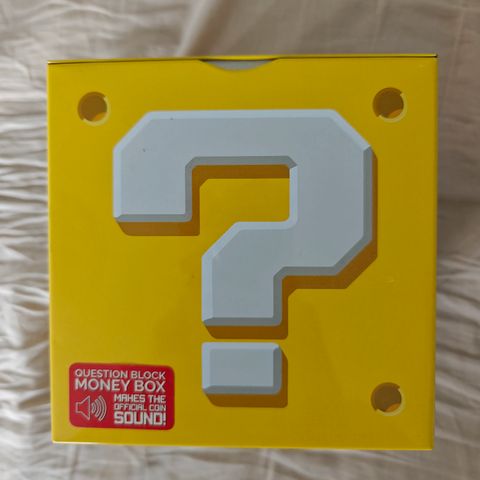 ?
QUESTION BLOCK
MONEY BOX
MAKES THE
OFFICIAL COIN
SOUND!